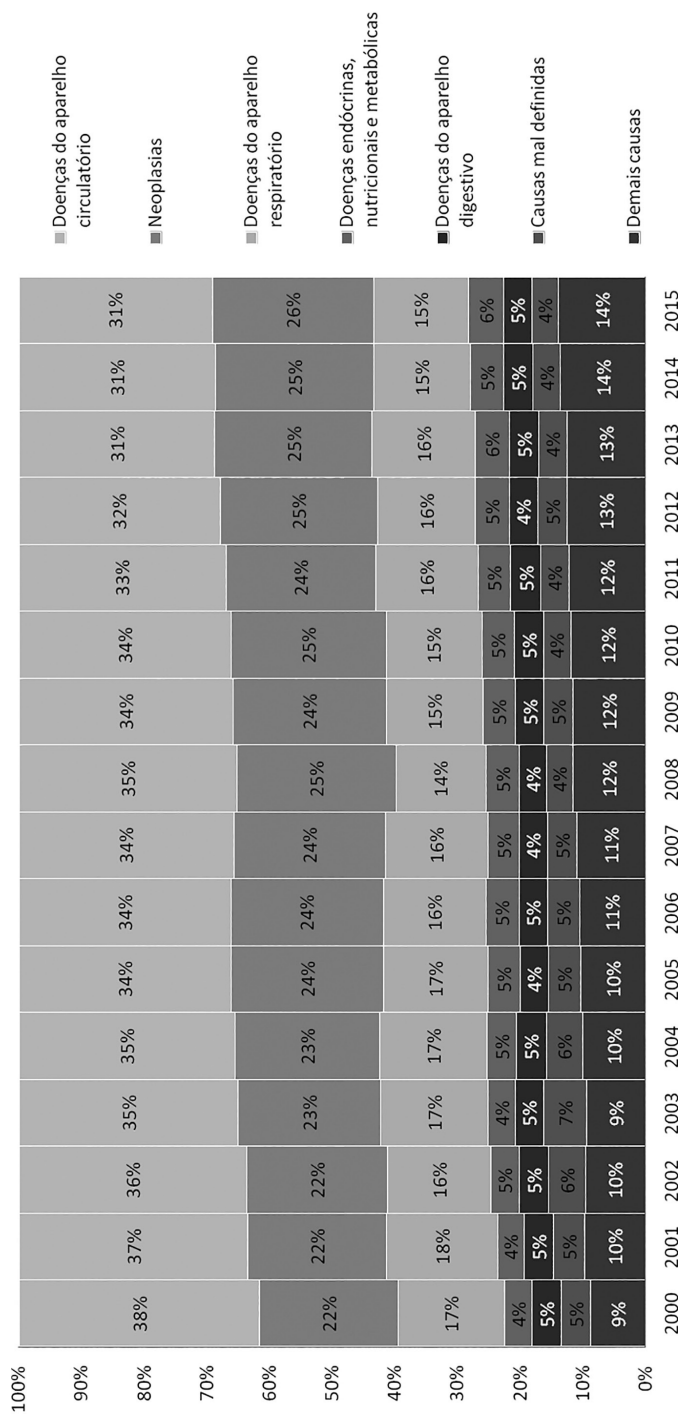 100%
90%
80%
70%
60%
50%
40%
30%
20%
10%
0%
38% 37% 36% 35% 35% 34% 34% 34% 35% 34% 34% 33% 32% 31% 31% 31%
22% 22% 22% 23% 23% 24% 24% 24% 25% 24% 25% 24% 25% 25% 25% 26%
17% 18% 16% 17% 17% 17% 16% 16% 14% 15% 15% 16% 16% 16% 15% 15%
4% 4% 5% 4% 5% 5% 5% 5% 5% 5% 5% 5% 5% 6% 5% 6%
5% 5% 5% 5% 5% 4% 5% 4% 4% 5% 5% 5% 4% 5% 5% 5%
5% 5% 6% 7% 6% 5% 5% 5% 4% 5% 4% 4% 5% 4% 4% 4%
9% 10% 10% 9% 10% 10% 11% 11% 12% 12% 12% 12% 13% 13% 14% 14%
2000 2001 2002 2003 2004 2005 2006 2007 2008 2009 2010 2011 2012 2013 2014 2015
Doenças do aparelho
circulatório
Neoplasias
Doenças do aparelho
respiratório
Doenças endócrinas,
nutricionais e metabólicas
Doenças do aparelho
digestivo
Causas mal definidas
Demais causas